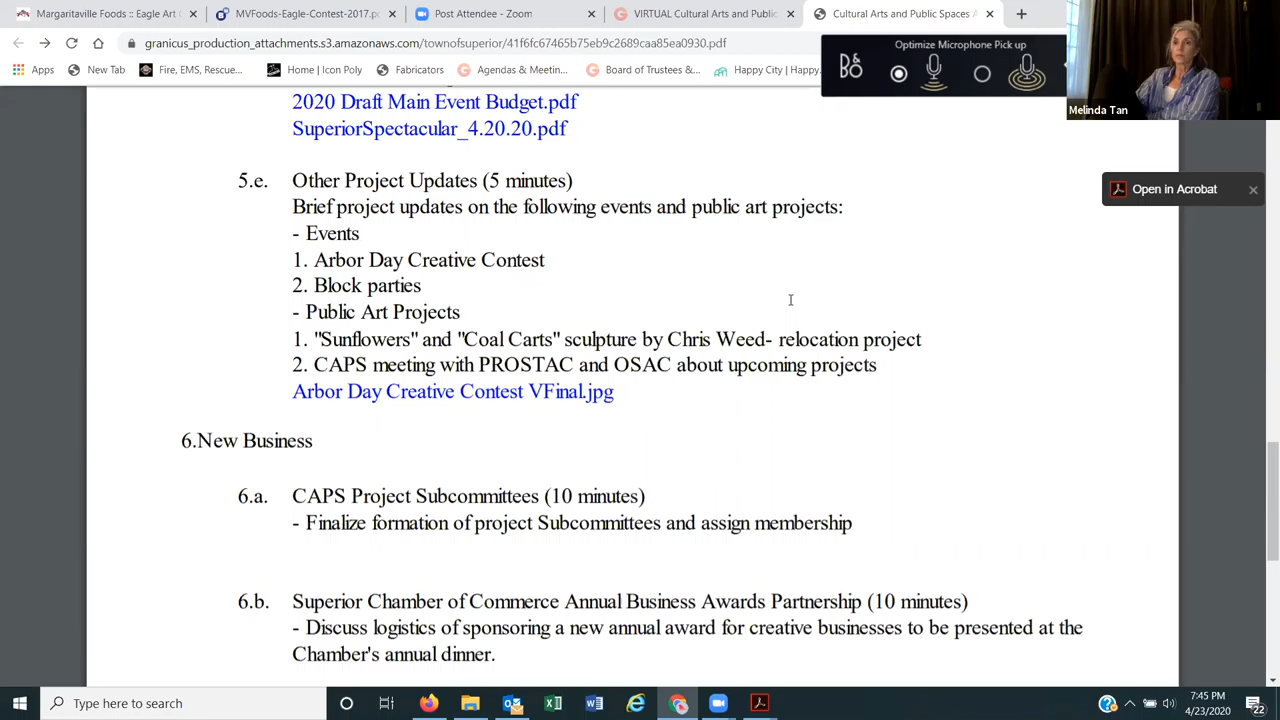 Margaritaville Foods :: Eagle Art C
MVFoods-Eagle-Contest-2017.p
Post Attendee - Zoom
VIRTUAL Cultural Arts and Public
Cultural Arts and Public Spaces A
granicus_production_attachments.s3.amazonaws.com/townofsuperior/41f6fc67465b75eb9c2689caa85ea0930.pdf
Optimize Microphone Pick up
B&O
Melinda Tan
Apps
New Tab
Fire, EMS, Rescue...
Home | Icon Poly
Fabricators
Agendas & Meetin...
Board of Trustees &...
Happy City | Happy.
Open in Acrobat
2020 Draft Main Event Budget.pdf
SuperiorSpectacular_4.20.20.pdf
5.e. Other Project Updates (5 minutes)
Brief project updates on the following events and public art projects:
- Events
1. Arbor Day Creative Contest
2. Block parties
- Public Art Projects
1. "Sunflowers" and "Coal Carts" sculpture by Chris Weed- relocation project
2. CAPS meeting with PROSTAC and OSAC about upcoming projects
Arbor Day Creative Contest VFinal.jpg
6.New Business
6.a. CAPS Project Subcommittees (10 minutes)
- Finalize formation of project Subcommittees and assign membership
6.b. Superior Chamber of Commerce Annual Business Awards Partnership (10 minutes)
- Discuss logistics of sponsoring a new annual award for creative businesses to be presented at the
Chamber's annual dinner.
Type here to search
7:45 PM
4/23/2020
22